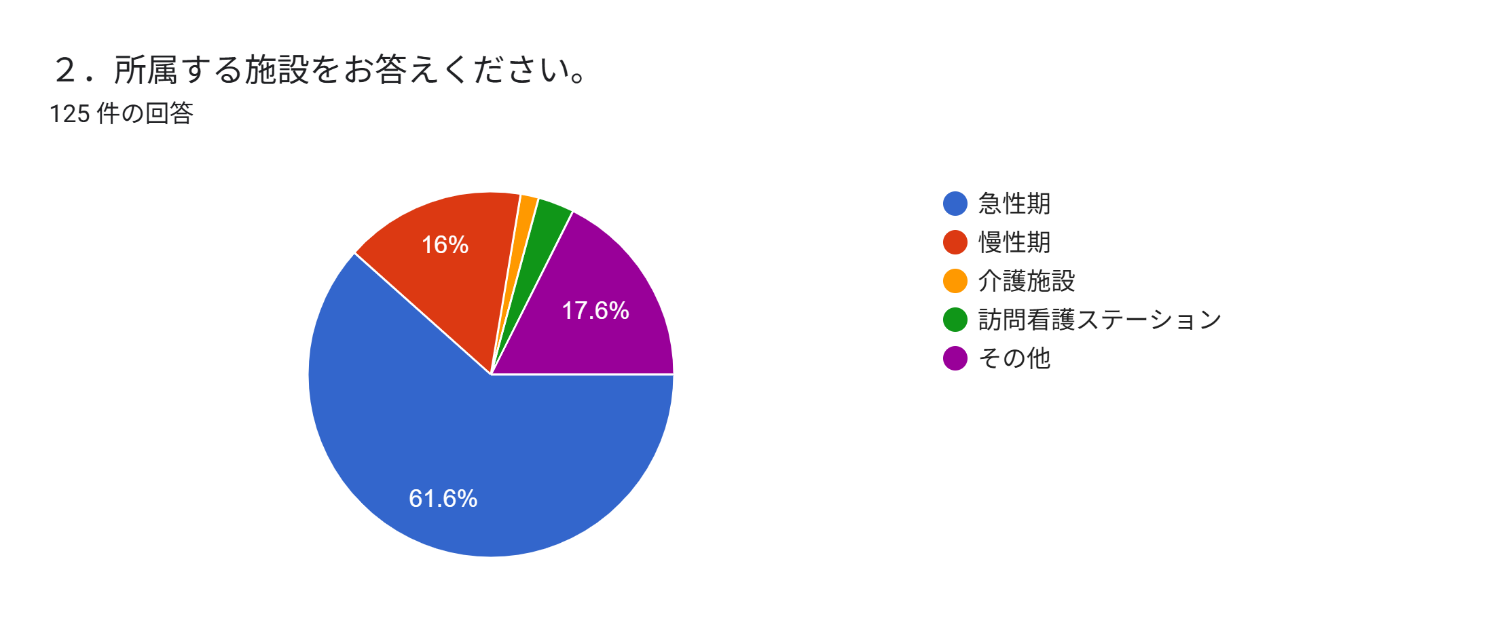 ２．所属する施設をお答えください。
125 件の回答
16%
17.6%
61.6%
急性期
慢性期
介護施設
訪問看護ステーション
その他